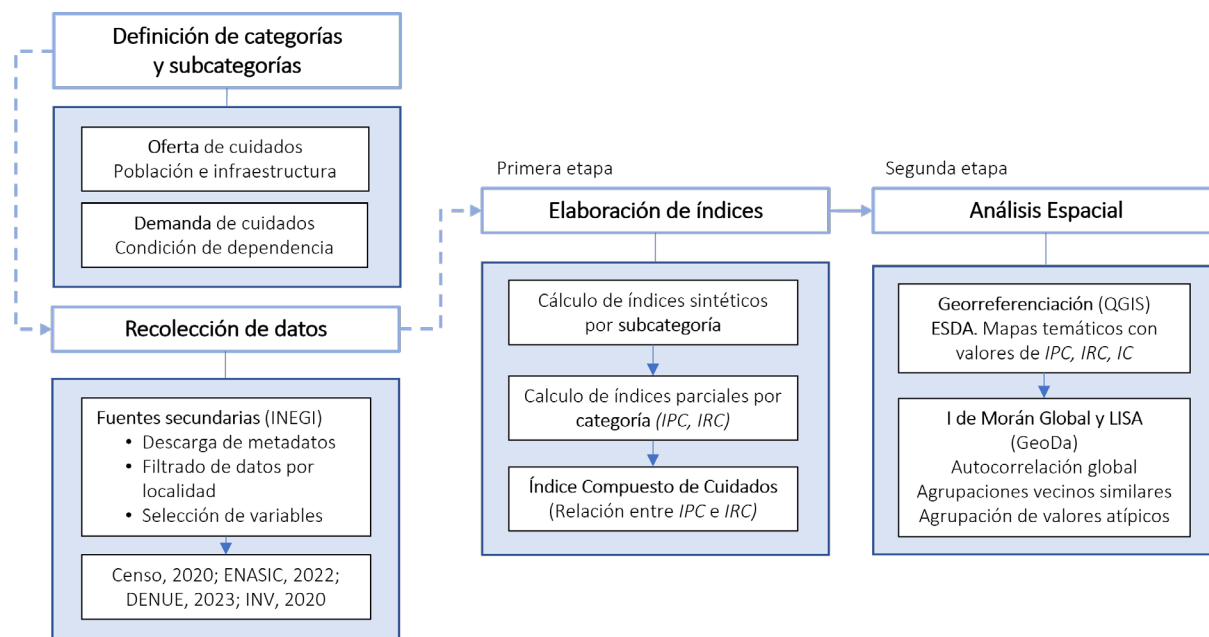 Definición de categorías
y subcategorías
Oferta de cuidados
Población e infraestructura
Demanda de cuidados
Condición de dependencia
Recolección de datos
Fuentes secundarias (INEGI)
• Descarga de metadatos
• Filtrado de datos por
localidad
• Selección de variables
Censo, 2020; ENASIC, 2022;
DENUE, 2023; INV, 2020
Primera etapa
Elaboración de índices
Cálculo de índices sintéticos
por subcategoría
Calculo de índices parciales por
categoría (IPC, IRC)
Índice Compuesto de Cuidados
(Relación entre IPC e IRC)
Segunda etapa
Análisis Espacial
Georreferenciación (QGIS)
ESDA. Mapas temáticos con
valores de IPC, IRC, IC
I de Morán Global y LISA
(GeoDa)
Autocorrelación global
Agrupaciones vecinos similares
Agrupación de valores atípicos